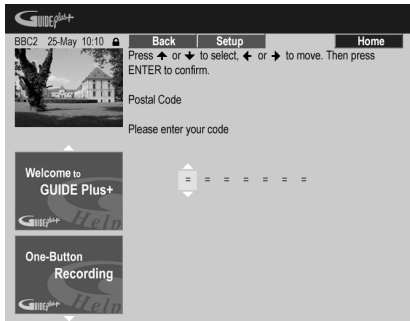 GUIDE Plus+
BBC2 25-May 10:10 Back Setup Home
Press ↑ or ↓ to select, ← or → to move. Then press
ENTER to confirm.
Postal Code
Please enter your code
= = = = = = =
Welcome to
GUIDE Plus+
GUIDE Plus+ Help
One-Button
Recording
GUIDE Plus+ Help